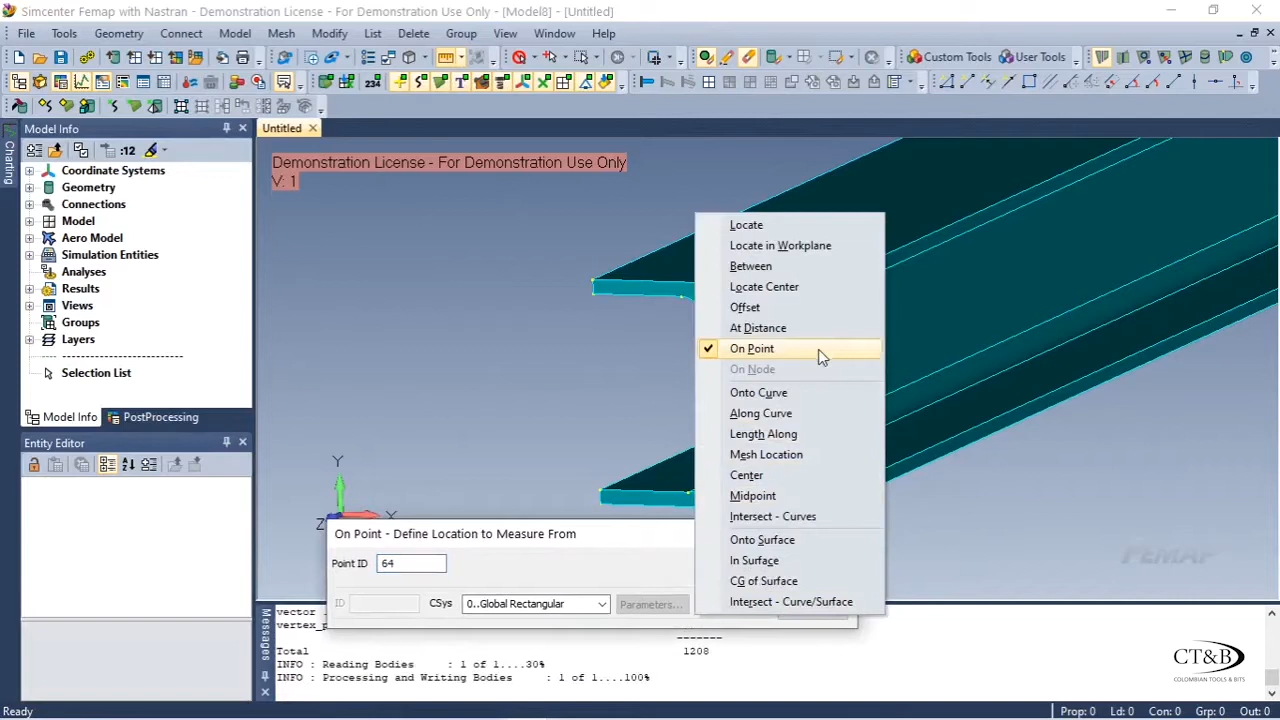 Simcenter Femap with Nastran - Demonstration License - For Demonstration Use Only - [Model8] - [Untitled]
File Tools Geometry Connect Model Mesh Modify List Delete Group View Window Help
Custom Tools User Tools
234
Model Info
Untitled
Charting
:12
Coordinate Systems
Geometry
Connections
Model
Aero Model
Simulation Entities
Analyses
Results
Views
Groups
Layers
Selection List
Model Info PostProcessing
Entity Editor
Demonstration License - For Demonstration Use Only
V: 1
Locate
Locate in Workplane
Between
Locate Center
Offset
At Distance
On Point
On Node
Onto Curve
Along Curve
Length Along
Mesh Location
Center
Midpoint
Intersect - Curves
Onto Surface
In Surface
CG of Surface
Intersect - Curve/Surface
Y
X
Z
On Point - Define Location to Measure From
Point ID 64
ID CSys 0..Global Rectangular Parameters...
FEMAP
Messages
vector
vertex_p
-------
Total 1208
INFO : Reading Bodies : 1 of 1....30%
INFO : Processing and Writing Bodies : 1 of 1....100%
CT&B
COLOMBIAN TOOLS & BITS
Ready Prop: 0 Ld: 0 Con: 0 Grp: 0 Out: 0